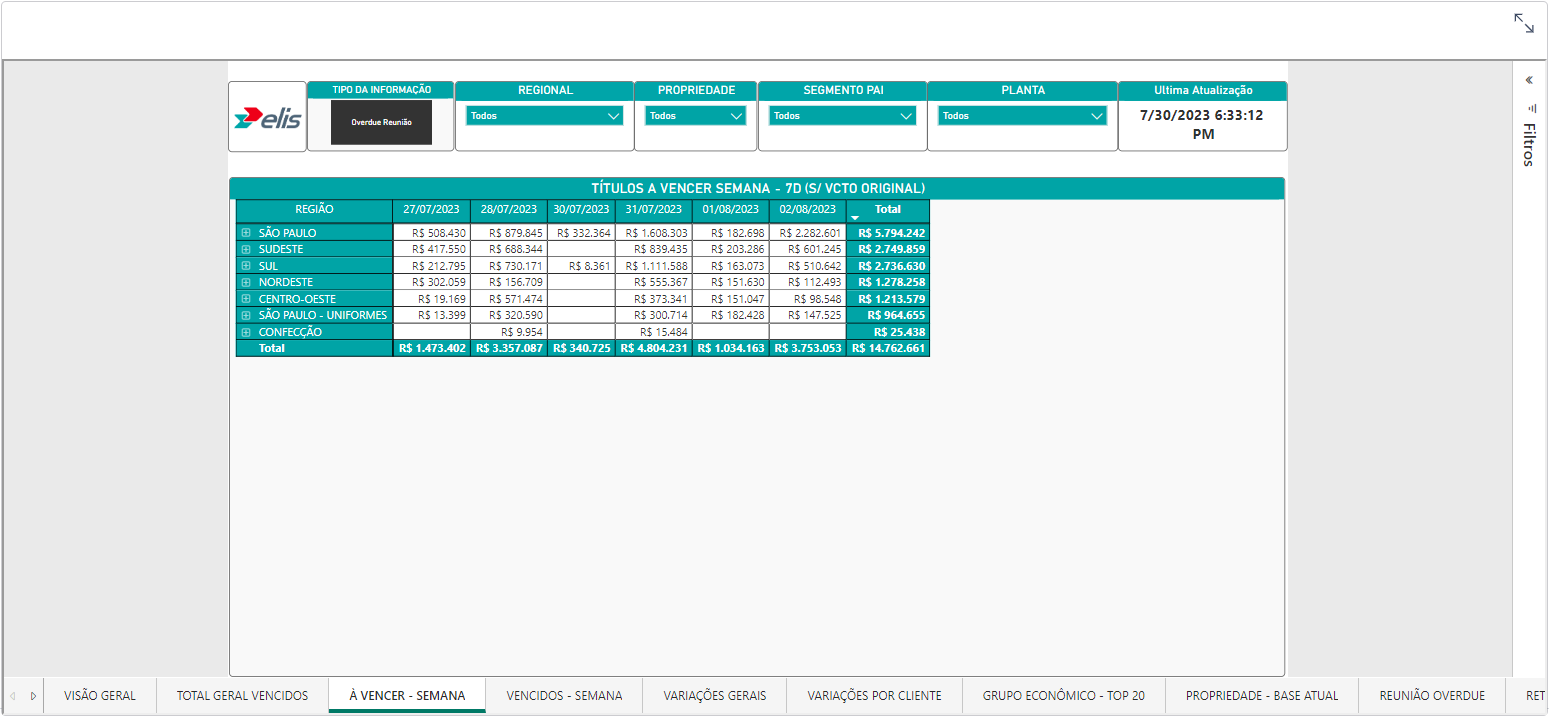 elis
TIPO DA INFORMAÇÃO
Overdue Reunião
REGIONAL
Todos
PROPRIEDADE
Todos
SEGMENTO PAI
Todos
PLANTA
Todos
Ultima Atualização
7/30/2023 6:33:12
PM
Filtros
TÍTULOS A VENCER SEMANA - 7D (S/ VCTO ORIGINAL)
REGIÃO 27/07/2023 28/07/2023 30/07/2023 31/07/2023 01/08/2023 02/08/2023 Total
SÃO PAULO R$ 508.430 R$ 879.845 R$ 332.364 R$ 1.608.303 R$ 182.698 R$ 2.282.601 R$ 5.794.242
SUDESTE R$ 417.550 R$ 688.344 R$ 839.435 R$ 203.286 R$ 601.245 R$ 2.749.859
SUL R$ 212.795 R$ 730.171 R$ 8.361 R$ 1.111.588 R$ 163.073 R$ 510.642 R$ 2.736.630
NORDESTE R$ 302.059 R$ 156.709 R$ 555.367 R$ 151.630 R$ 112.493 R$ 1.278.258
CENTRO-OESTE R$ 19.169 R$ 571.474 R$ 373.341 R$ 151.047 R$ 98.548 R$ 1.213.579
SÃO PAULO - UNIFORMES R$ 13.399 R$ 320.590 R$ 300.714 R$ 182.428 R$ 147.525 R$ 964.655
CONFECÇÃO R$ 9.954 R$ 15.484 R$ 25.438
Total R$ 1.473.402 R$ 3.357.087 R$ 340.725 R$ 4.804.231 R$ 1.034.163 R$ 3.753.053 R$ 14.762.661
VISÃO GERAL
TOTAL GERAL VENCIDOS
À VENCER - SEMANA
VENCIDOS - SEMANA
VARIAÇÕES GERAIS
VARIAÇÕES POR CLIENTE
GRUPO ECONÔMICO - TOP 20
PROPRIEDADE - BASE ATUAL
REUNIÃO OVERDUE
RET